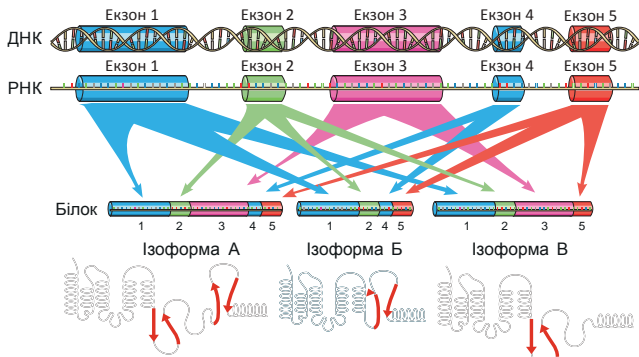 Екзон 1 Екзон 2 Екзон 3 Екзон 4 Екзон 5
ДНК
Екзон 1 Екзон 2 Екзон 3 Екзон 4 Екзон 5
РНК
Білок
1 2 3 4 5 1 2 4 5 1 2 3 5
Ізоформа А Ізоформа Б Ізоформа В